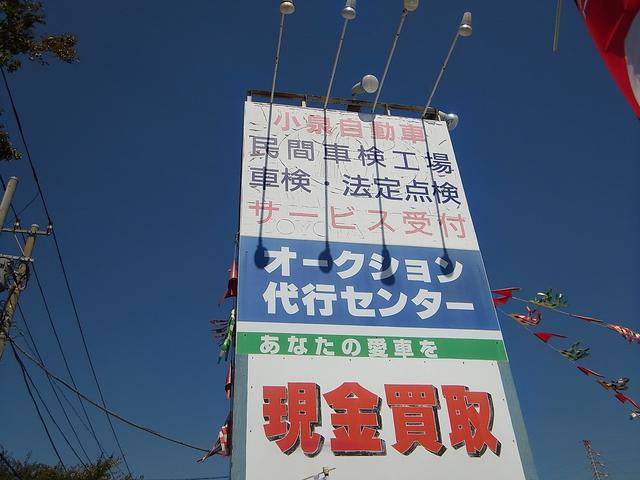 小泉自動車
民間車検工場
車検・法定点検
サービス受付
オークション
代行センター
あなたの愛車を
現金買取